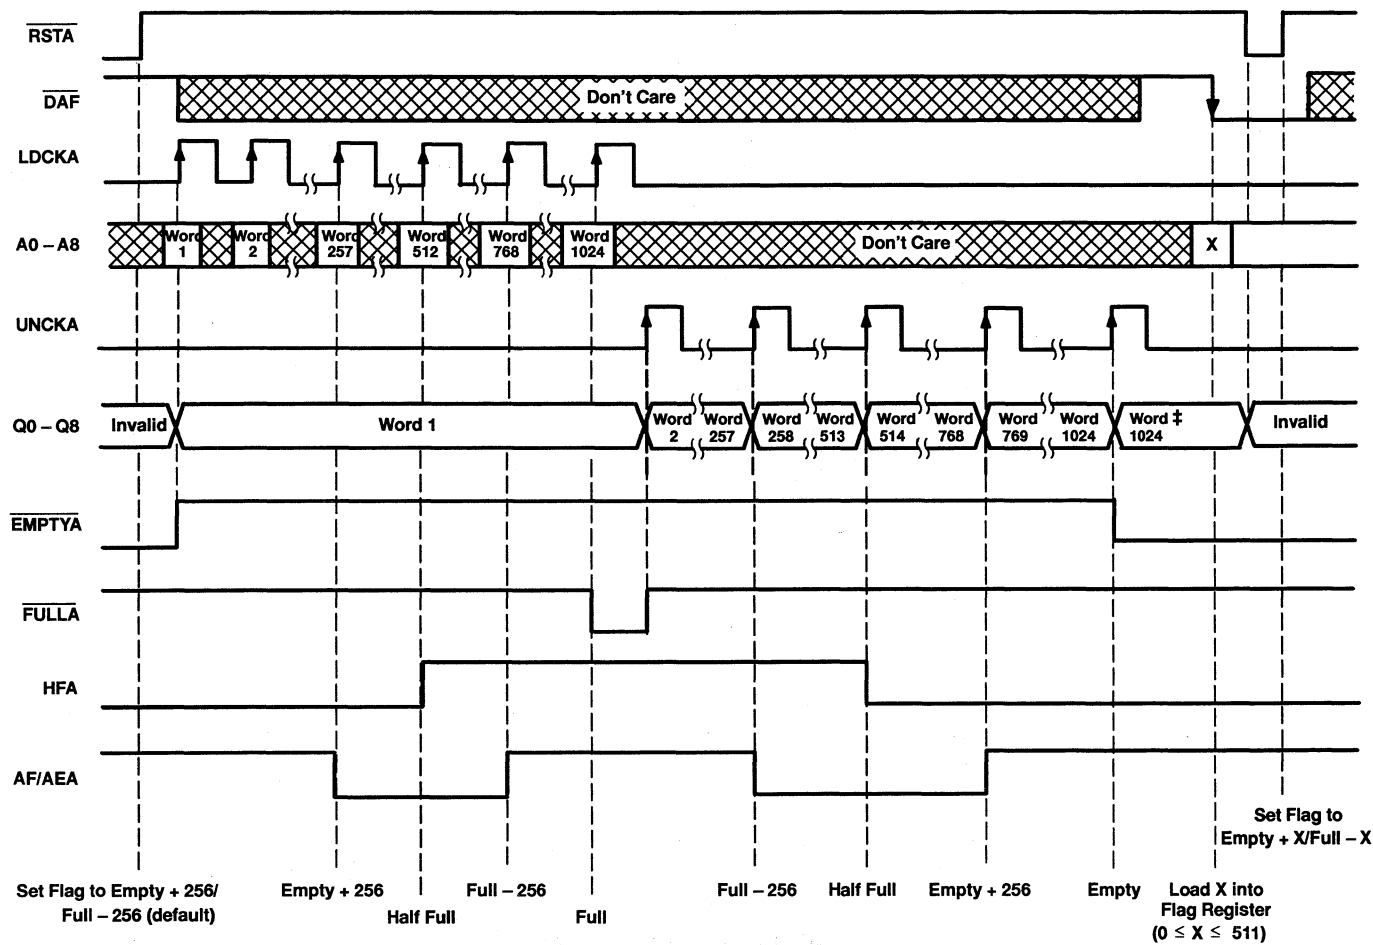 RSTA
DAF
Don't Care
LDCKA
A0 – A8
Word 1
Word 2
Word 257
Word 512
Word 768
Word 1024
Don't Care
X
UNCKA
Q0 – Q8
Invalid
Word 1
Word 2
Word 257
Word 258
Word 513
Word 514
Word 768
Word 769
Word 1024
Word ‡ 1024
Invalid
EMPTYA
FULLA
HFA
AF/AEA
Set Flag to
Empty + X/Full – X
Set Flag to Empty + 256/
Full – 256 (default)
Empty + 256
Half Full
Full – 256
Full
Full – 256
Half Full
Empty + 256
Empty
Load X into
Flag Register
(0 ≤ X ≤ 511)